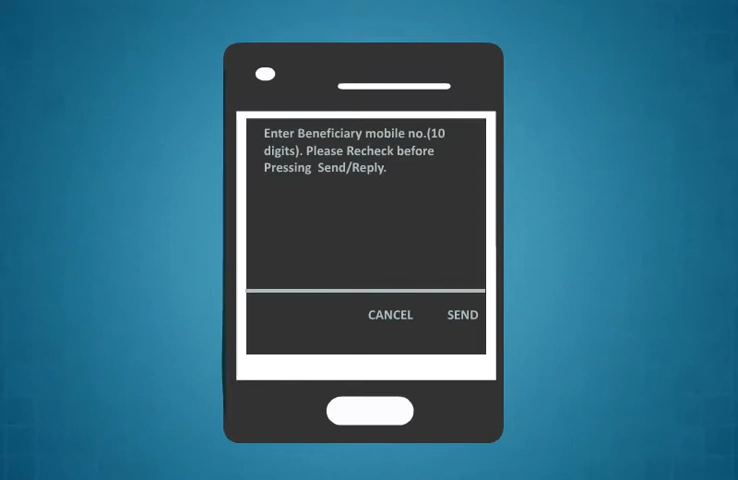 Enter Beneficiary mobile no.(10
digits). Please Recheck before
Pressing  Send/Reply.
CANCEL SEND